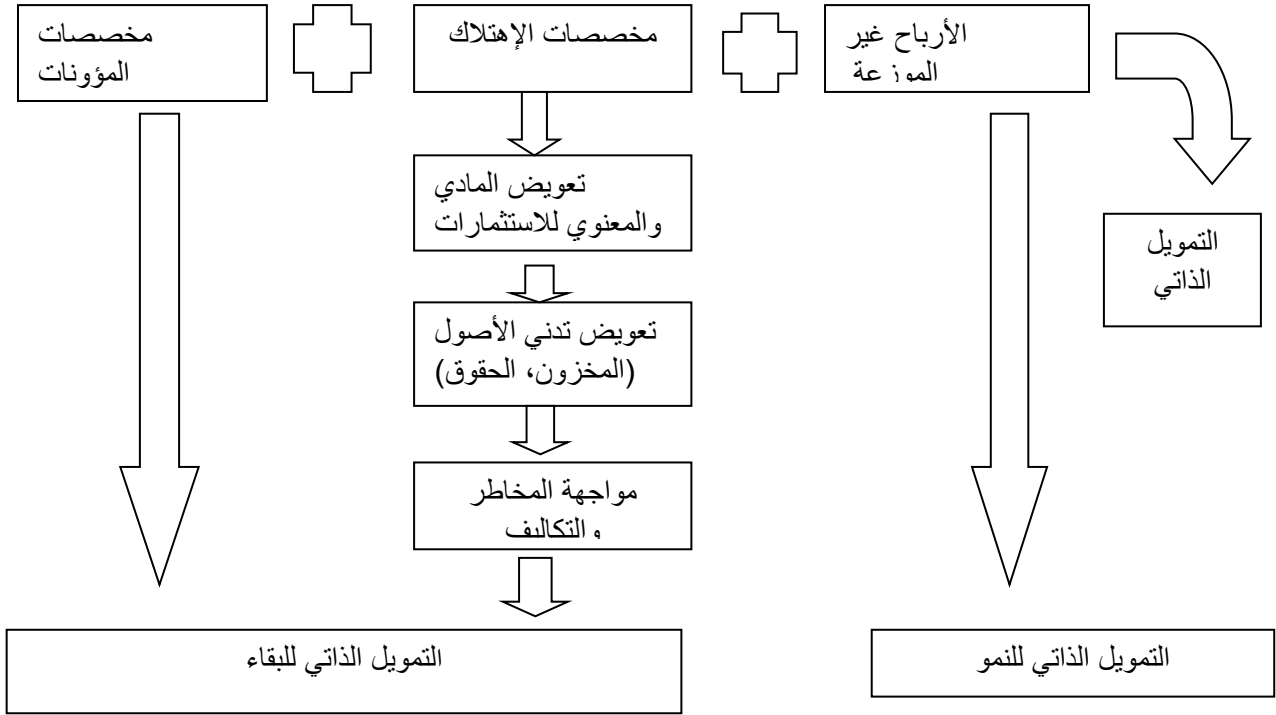 الأرباح غير
الموزعة
مخصصات الإهتلاك
مخصصات
المؤونات
تعويض المادي
والمعنوي للاستثمارات
التمويل
الذاتي
تعويض تدني الأصول
(المخزون، الحقوق)
مواجهة المخاطر
والتكاليف
التمويل الذاتي للنمو
التمويل الذاتي للبقاء